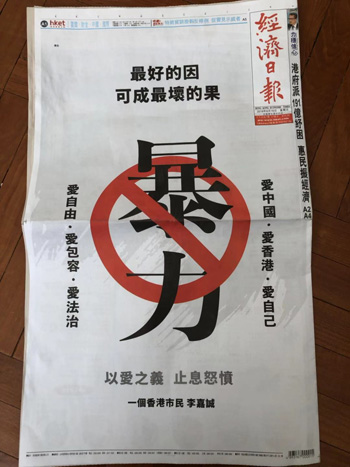 hket
經濟日報
港府派191億紓困 惠民振經濟
A2
A4
最好的因
可成最壞的果
暴力
愛中國·愛香港·愛自己
愛自由·愛包容·愛法治
以愛之義 止息怒憤
一個香港市民 李嘉誠